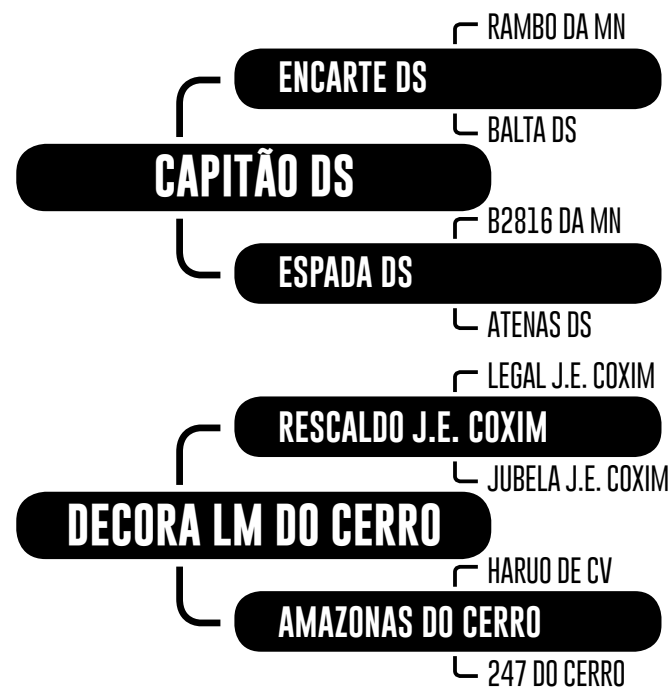 RAMBO DA MN
ENCARTE DS
BALTA DS
CAPITÃO DS
B2816 DA MN
ESPADA DS
ATENAS DS
LEGAL J.E. COXIM
RESCALDO J.E. COXIM
JUBELA J.E. COXIM
DECORA LM DO CERRO
HARUO DE CV
AMAZONAS DO CERRO
247 DO CERRO